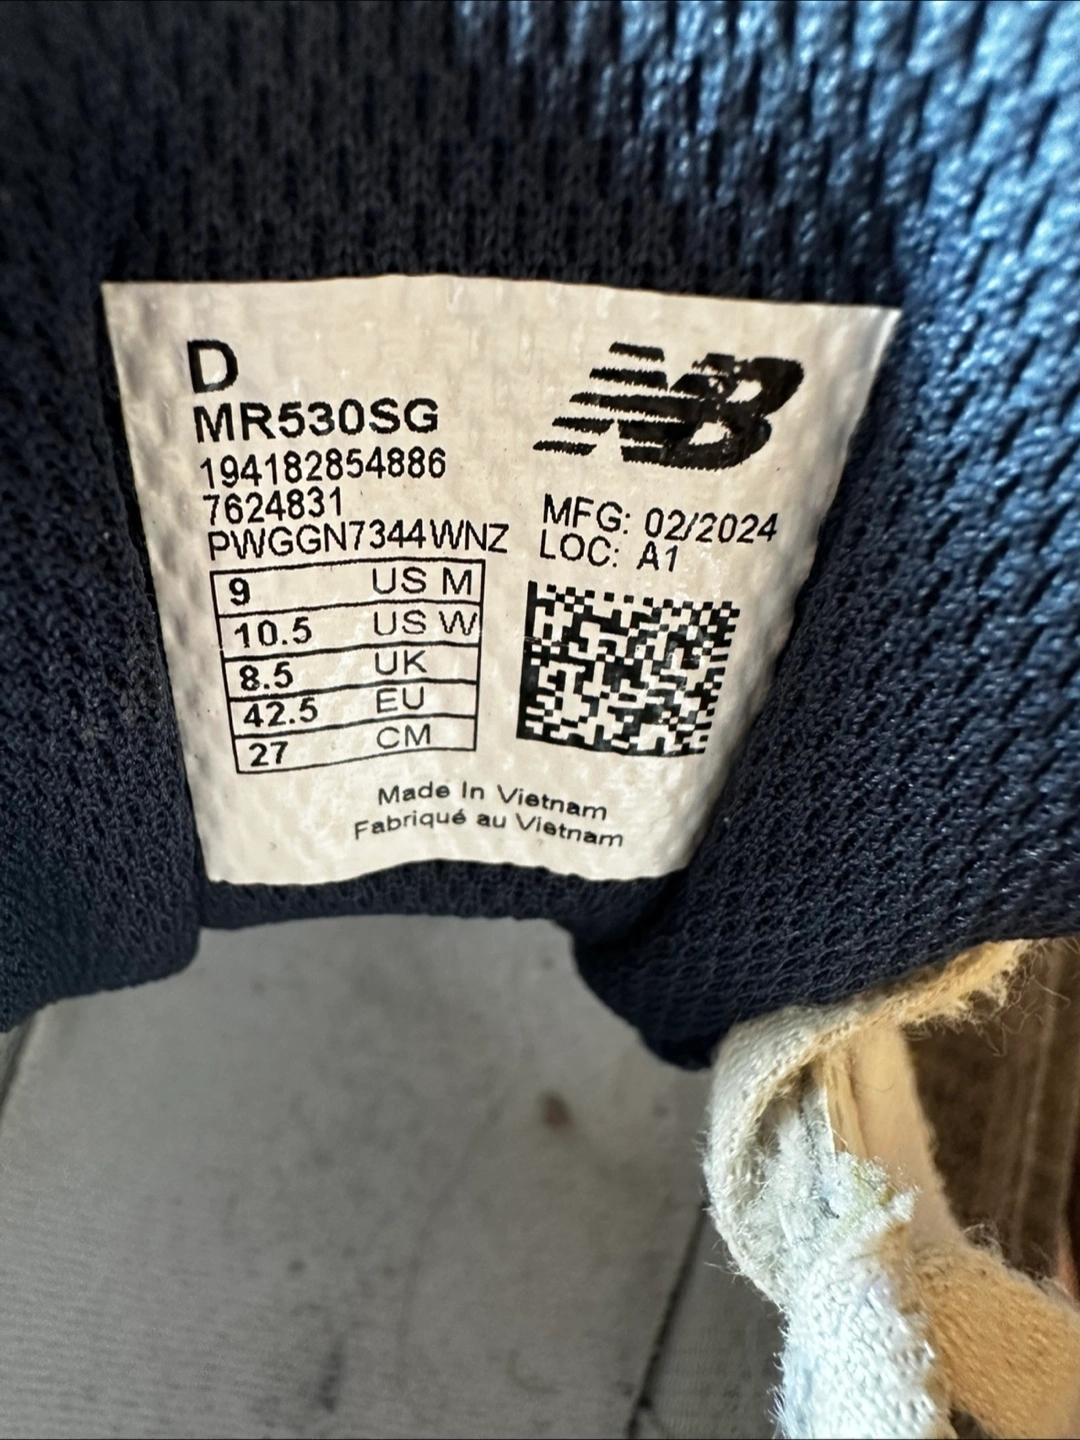 D
MR530SG
194182854886
7624831
PWGGN7344WNZ
9 US M
10.5 US W
8.5 UK
42.5 EU
27 CM
NB
MFG: 02/2024
LOC: A1
Made In Vietnam
Fabriqué au Vietnam